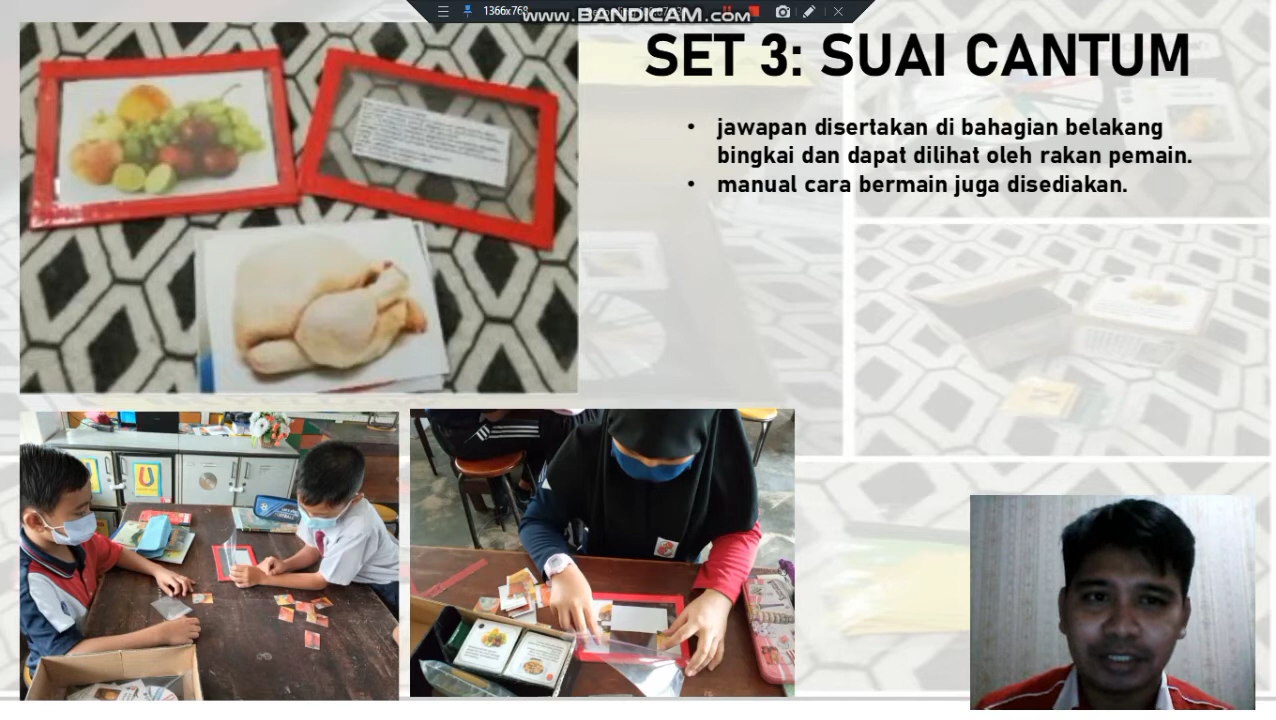 1366x768
www.BANDICAM.com
SET 3: SUAI CANTUM
• jawapan disertakan di bahagian belakang
bingkai dan dapat dilihat oleh rakan pemain.
• manual cara bermain juga disediakan.